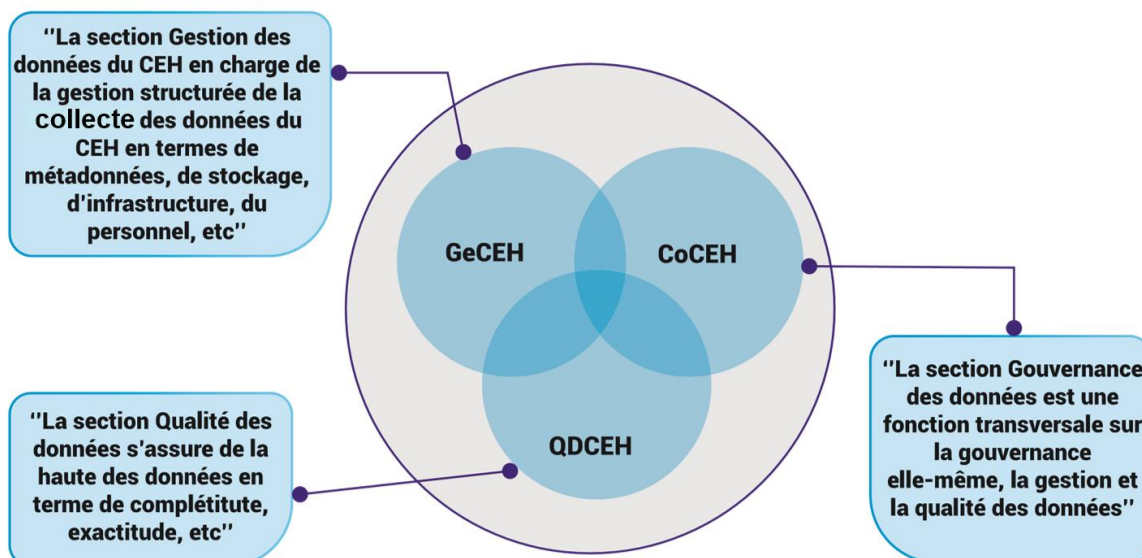 ‘’La section Gestion des
données du CEH en charge de
la gestion structurée de la
collecte des données du
CEH en termes de
métadonnées, de stockage,
d’infrastructure, du
personnel, etc’’
GeCEH
CoCEH
QDCEH
‘’La section Qualité des
données s’assure de la
haute des données en
terme de complétitute,
exactitude, etc’’
‘’La section Gouvernance
des données est une
fonction transversale sur
la gouvernance
elle-même, la gestion et
la qualité des données’’